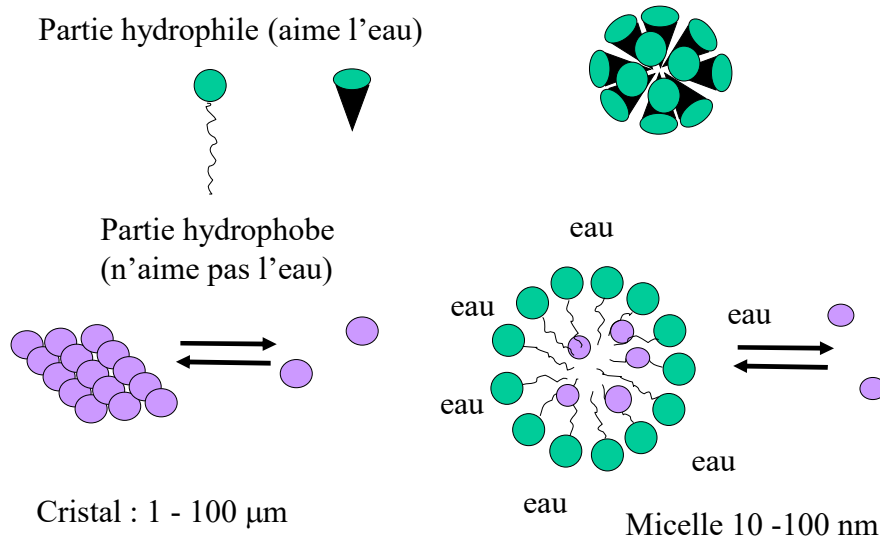 Partie hydrophile (aime l’eau)
Partie hydrophobe
(n’aime pas l’eau)
eau
eau
eau
eau
eau
eau
Cristal : 1 - 100 μm
Micelle 10 -100 nm